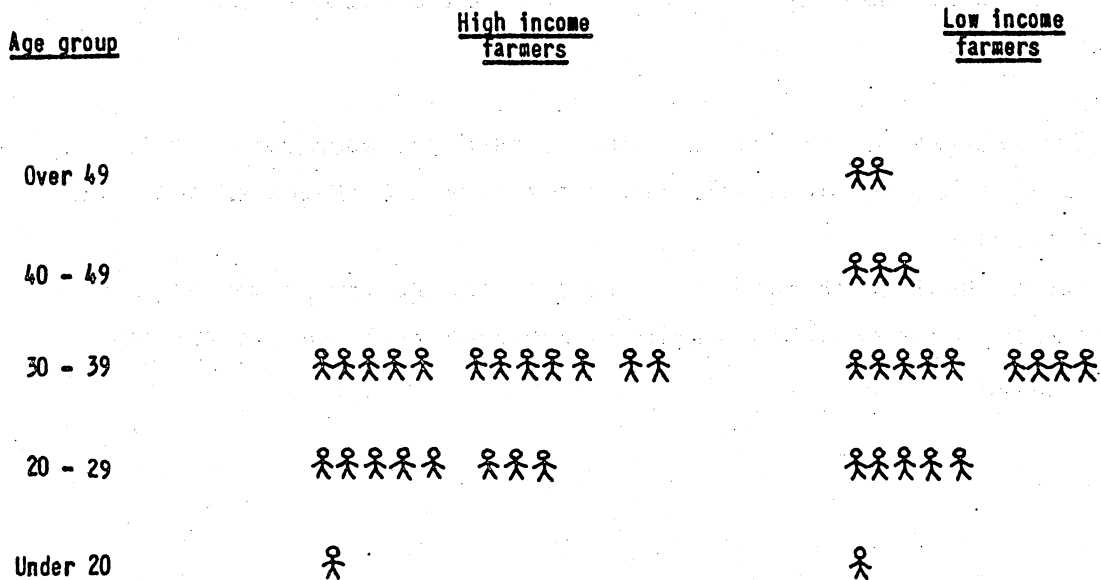 Age group
High income
farmers
Low income
farmers
Over 49
40 - 49
30 - 39
20 - 29
Under 20